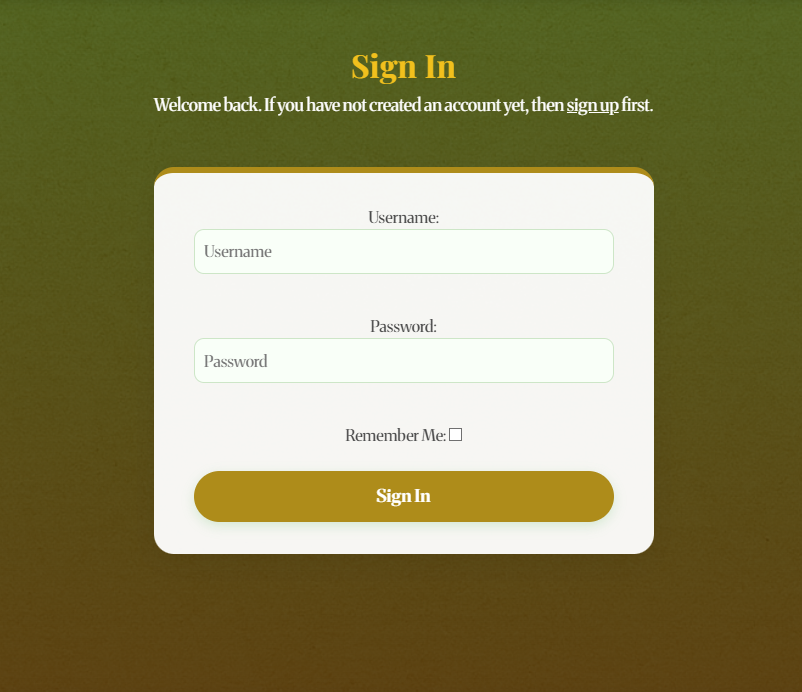 Sign In
Welcome back. If you have not created an account yet, then sign up first.
Username:
Username
Password:
Password
Remember Me:
Sign In